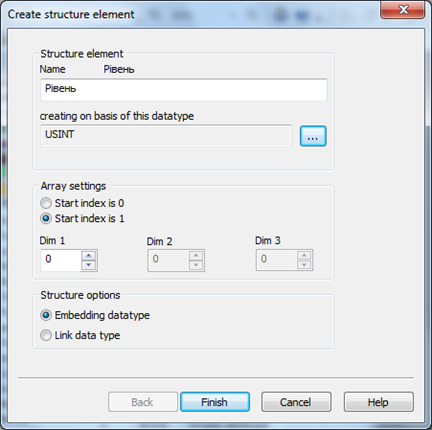 Create structure element
Structure element
Name Рівень
Рівень
creating on basis of this datatype
USINT
...
Array settings
Start index is 0
Start index is 1
Dim 1 Dim 2 Dim 3
0 0 0
Structure options
Embedding datatype
Link data type
Back Finish Cancel Help